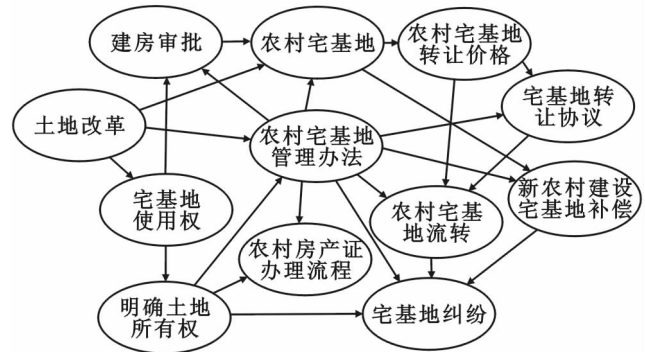 建房审批
农村宅基地
农村宅基地
转让价格
宅基地转
让协议
土地改革
农村宅基地
管理办法
宅基地
使用权
农村宅基
地流转
新农村建设
宅基地补偿
农村房产证
办理流程
明确土地
所有权
宅基地纠纷